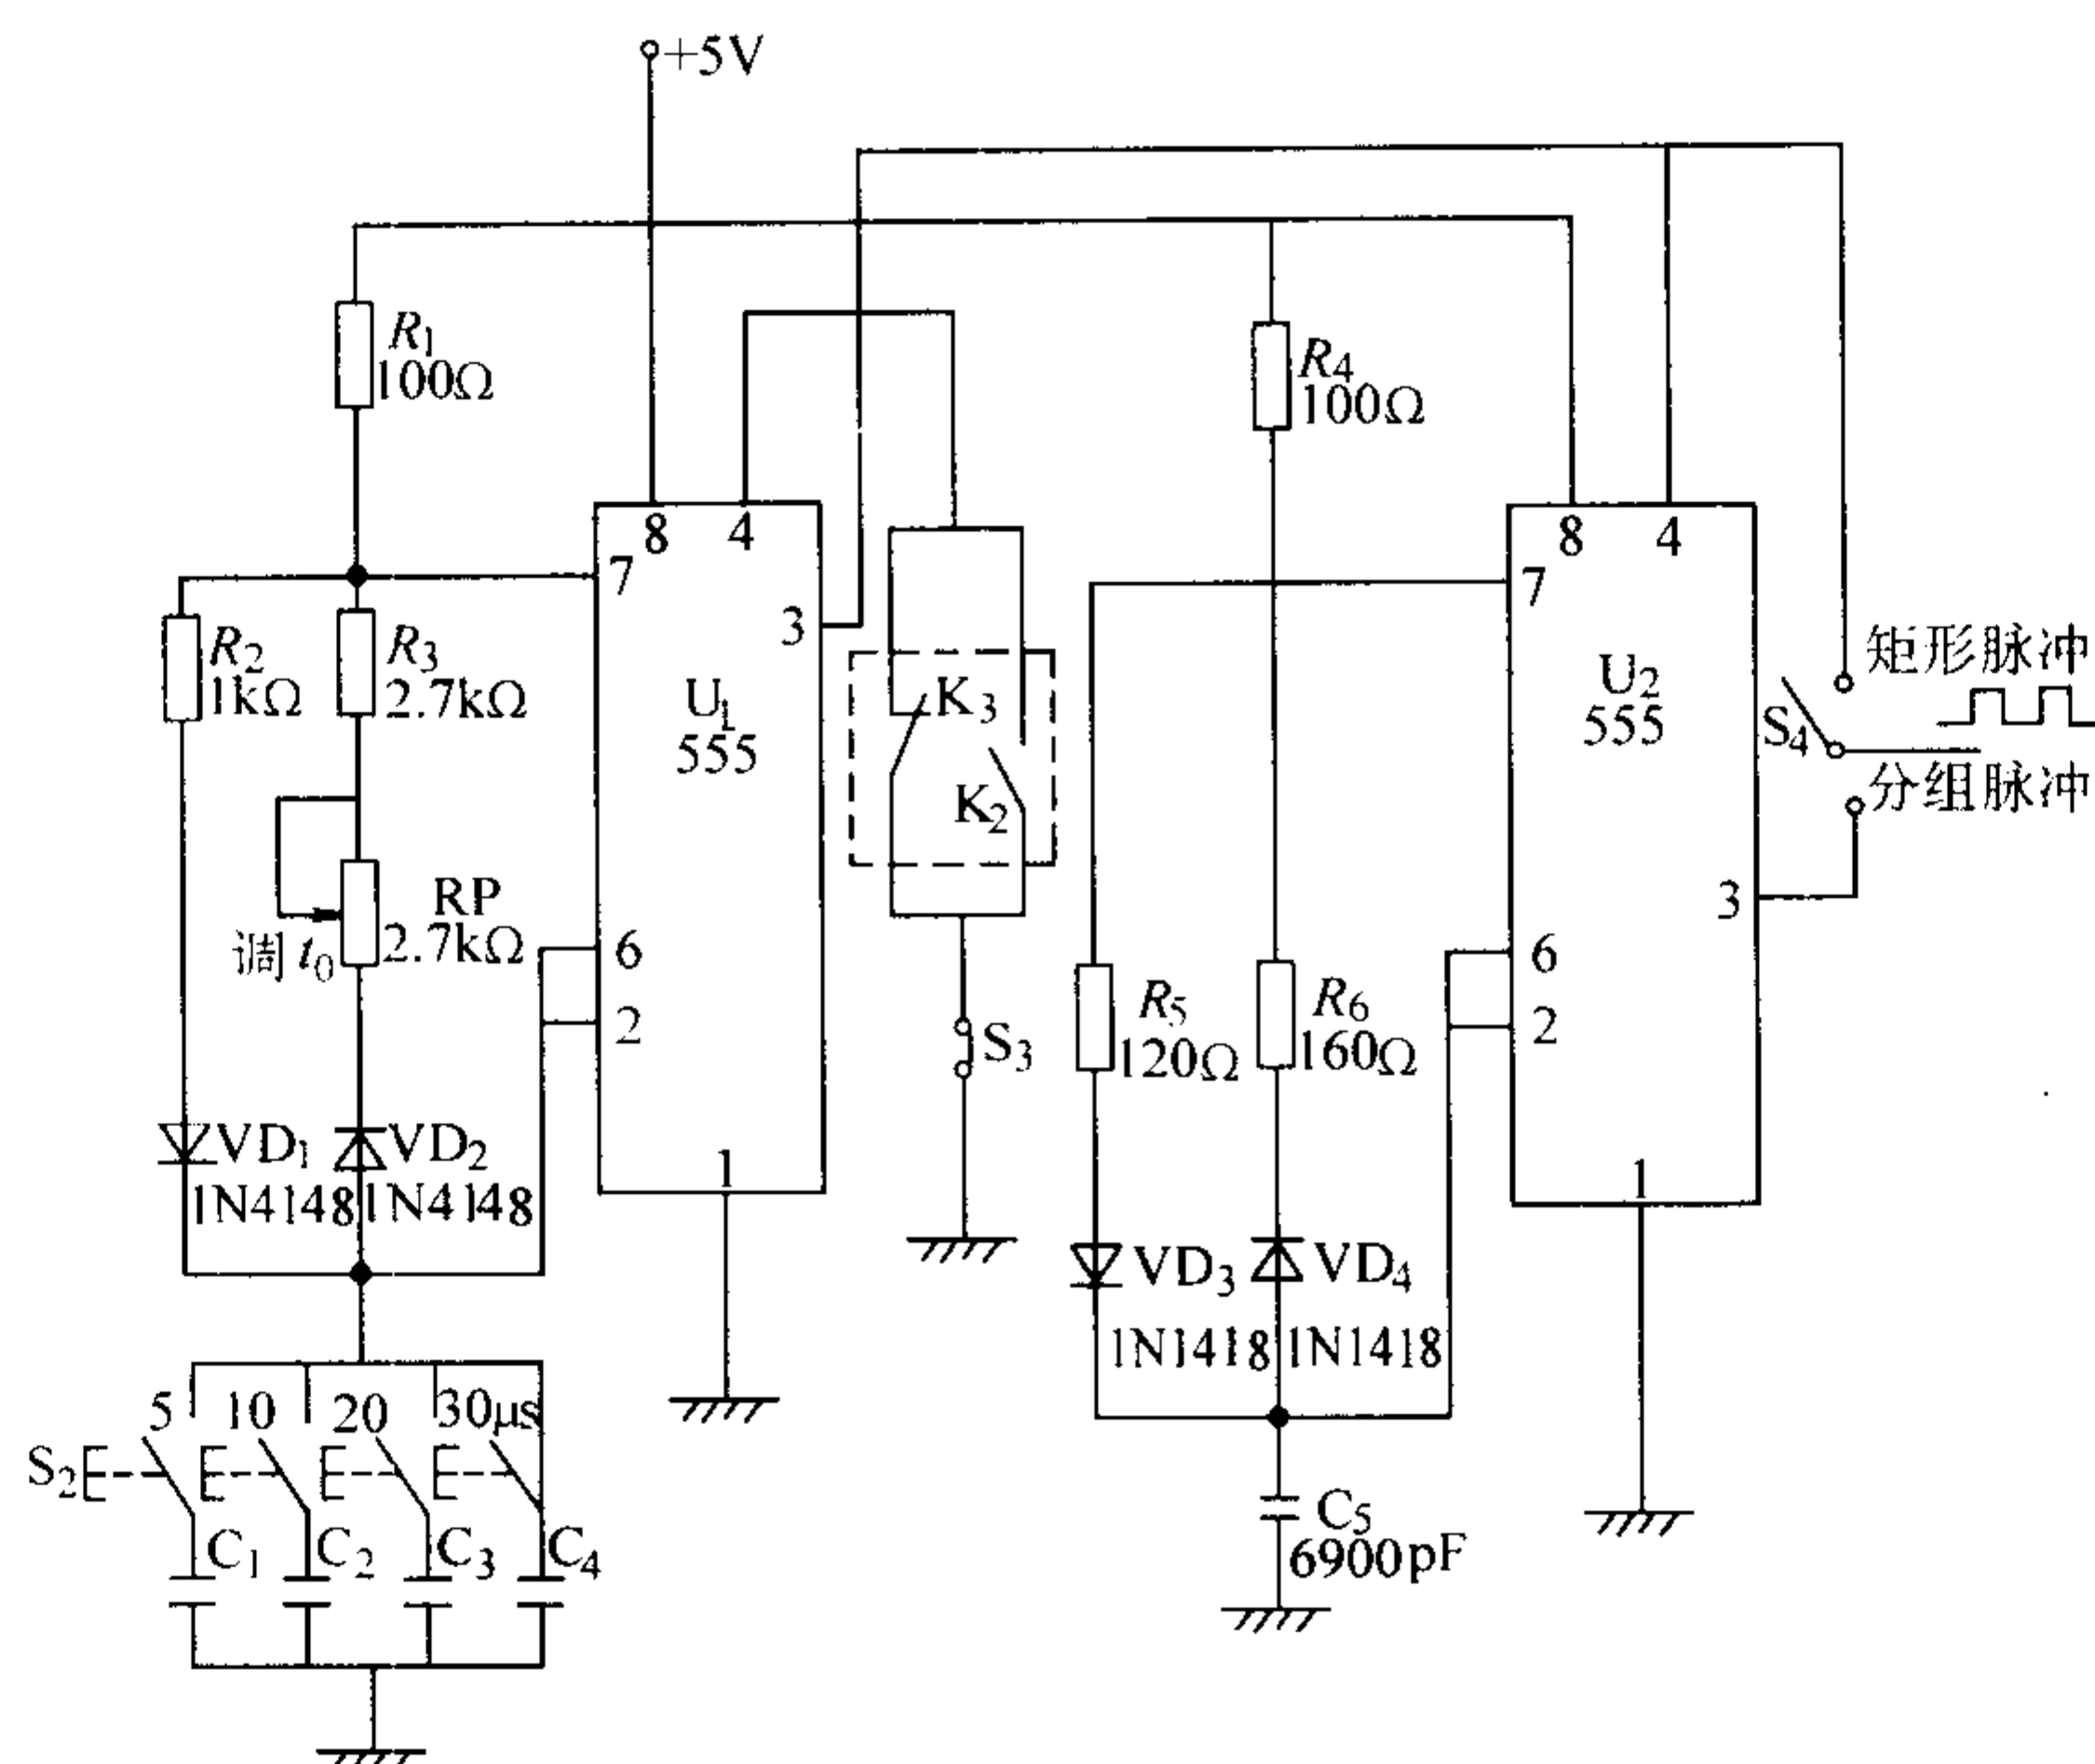 +5V
R1
100Ω
R4
100Ω
8
4
7
3
U1
555
R2
1kΩ
R3
2.7kΩ
RP
2.7kΩ
调 t0
6
2
1
K3
K2
S3
8
4
7
U2
555
3
6
2
1
S4
矩形脉冲
分组脉冲
R5
120Ω
R6
160Ω
VD1
1N4148
VD2
1N4148
VD3
1N1418
VD4
1N1418
5
10
20
30μs
S2
C1
C2
C3
C4
C5
6900pF